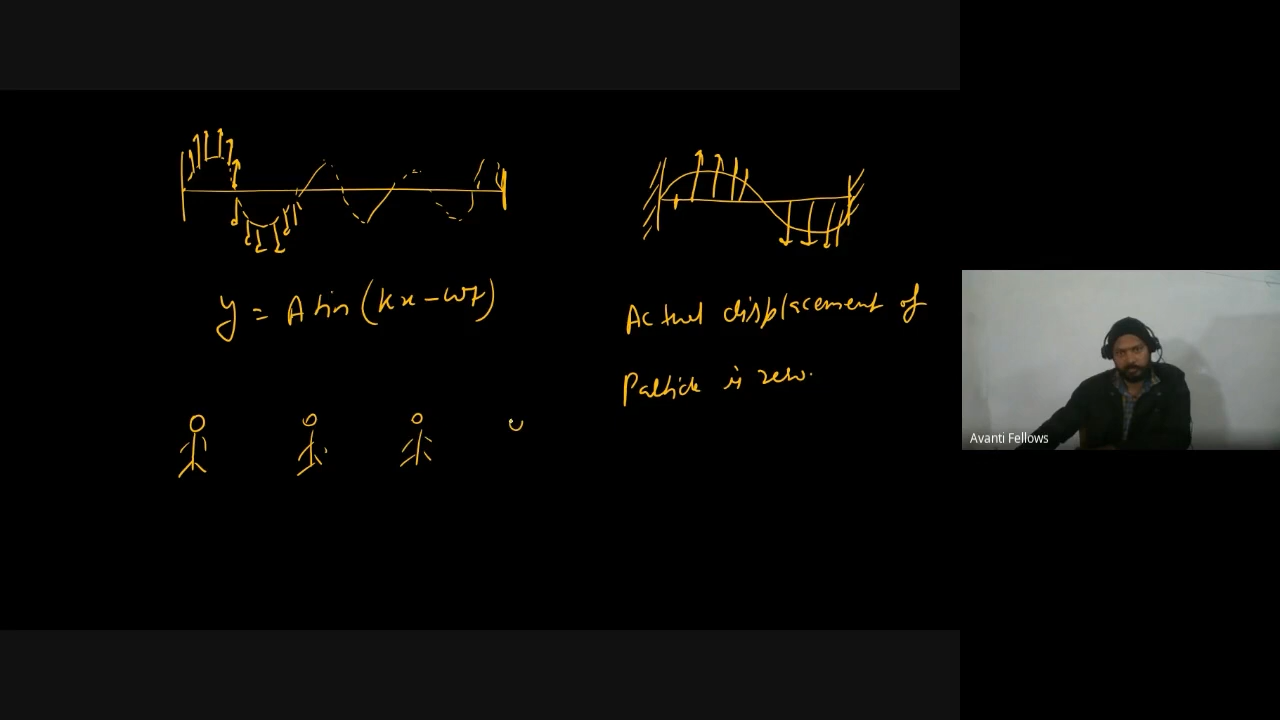 y = A sin (kx - ωt)
Actual displacement of
Particle is zero.
Avanti Fellows